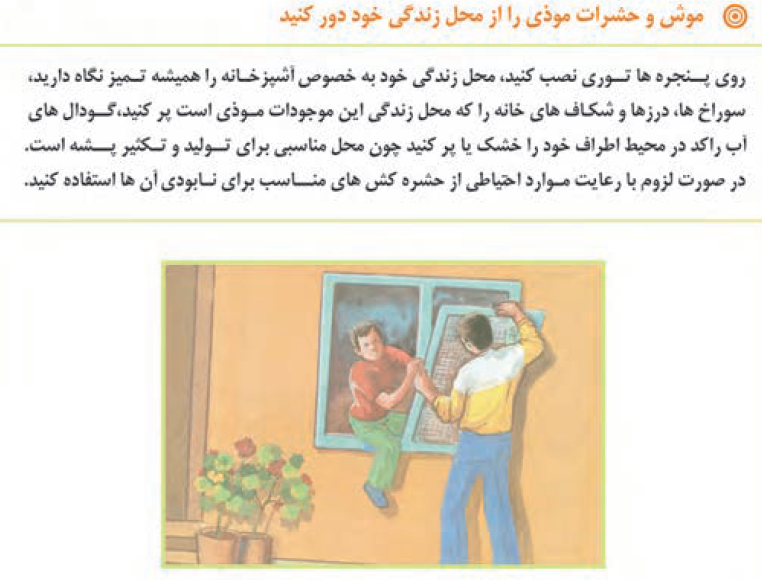 موش و حشرات موذی را از محل زندگی خود دور کنید
روی پنجره ها توری نصب کنید، محل زندگی خود به خصوص آشپزخانه را همیشه تمیز نگاه دارید،
سوراخ ها، درزها و شکاف های خانه را که محل زندگی این موجودات موذی است پر کنید،گودال های
آب راکد در محیط اطراف خود را خشک یا پر کنید چون محل مناسبی برای تولید و تکثیر پشه است.
در صورت لزوم با رعایت موارد احتیاطی از حشره کش های مناسب برای نابودی آن ها استفاده کنید.